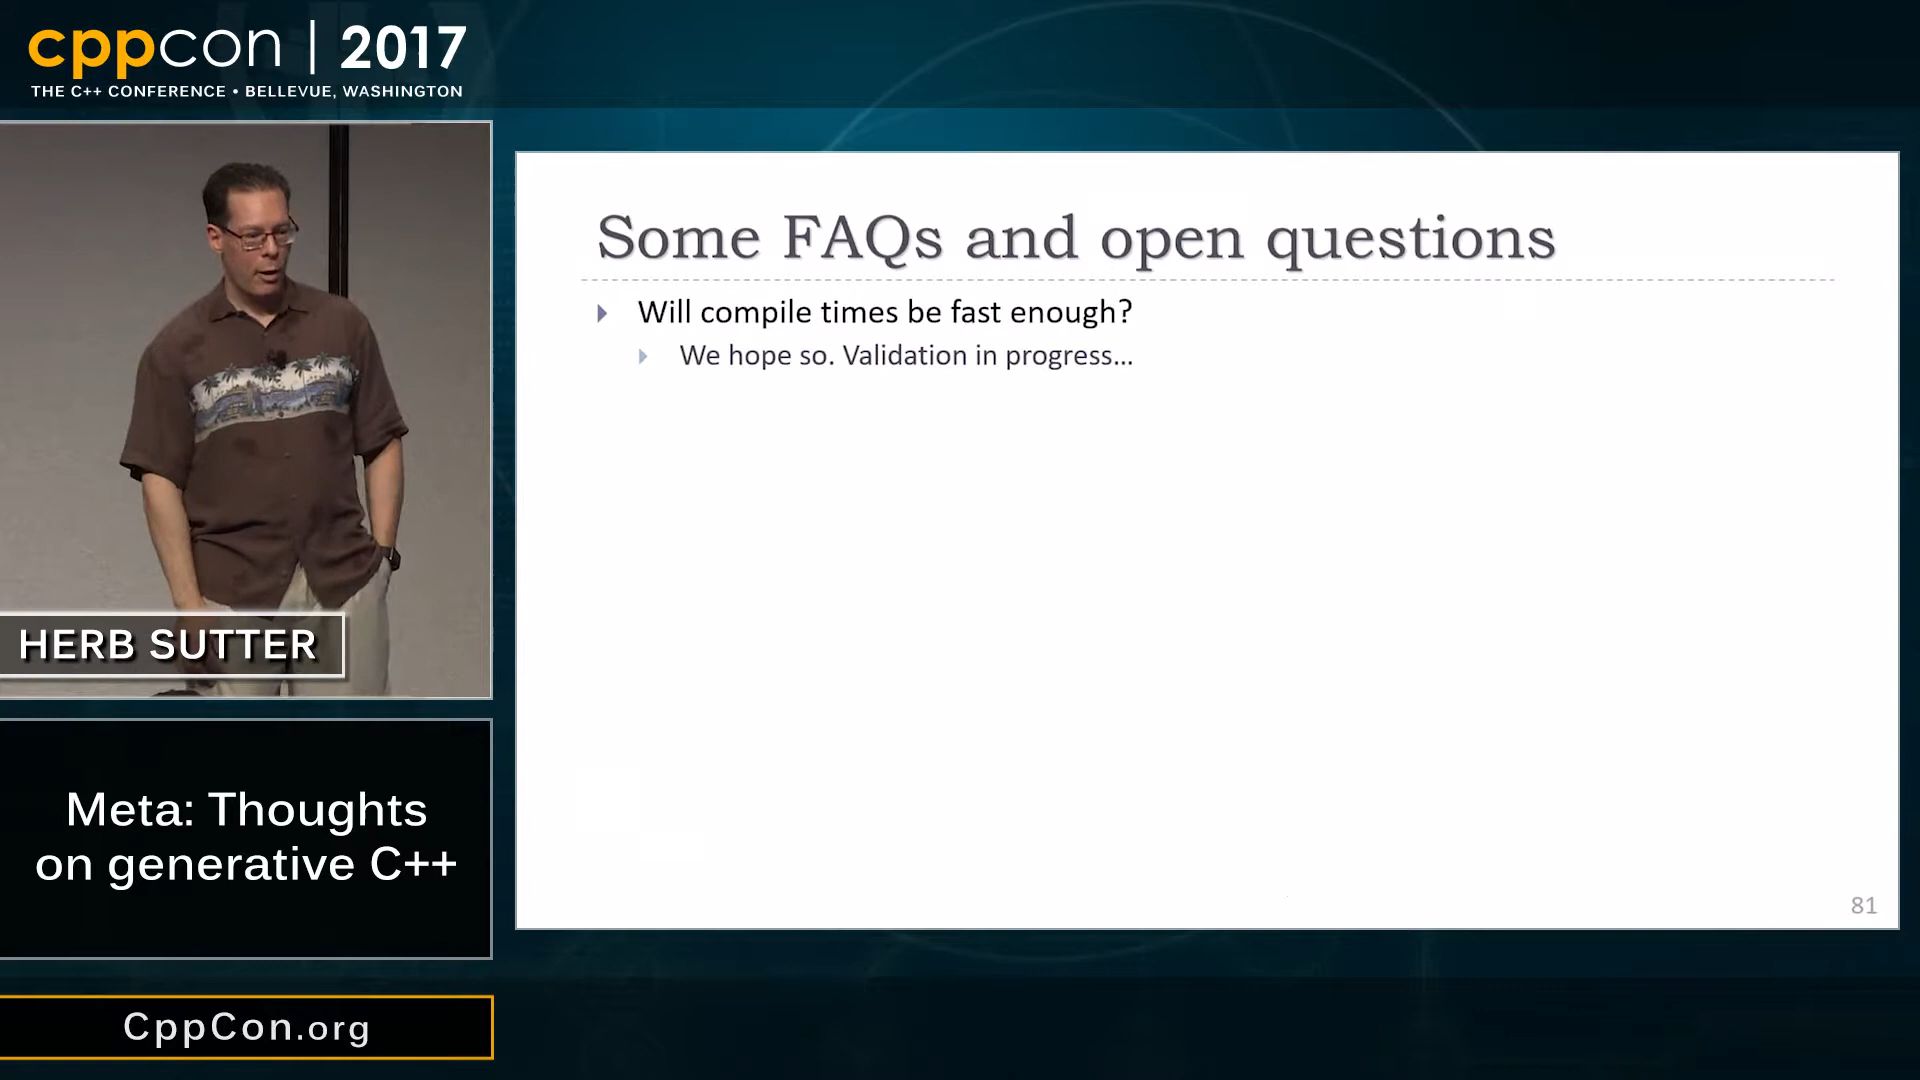 cppcon | 2017
THE C++ CONFERENCE • BELLEVUE, WASHINGTON
HERB SUTTER
Meta: Thoughts
on generative C++
CppCon.org
Some FAQs and open questions
Will compile times be fast enough?
We hope so. Validation in progress...
81